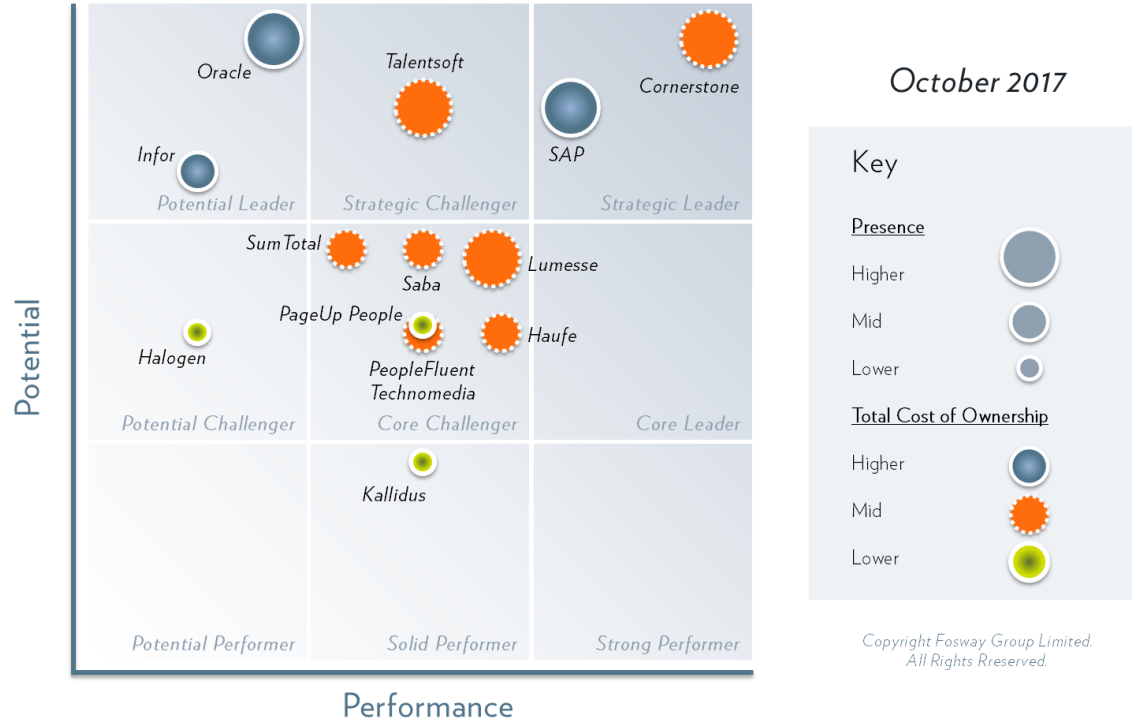 Oracle
Talentsoft
Cornerstone
Infor
SAP
Potential Leader
Strategic Challenger
Strategic Leader
SumTotal
Saba
Lumesse
PageUp People
Haufe
Halogen
PeopleFluent
Technomedia
Potential Challenger
Core Challenger
Core Leader
Kallidus
Potential Performer
Solid Performer
Strong Performer
Potential
Performance
October 2017
Key
Presence
Higher
Mid
Lower
Total Cost of Ownership
Higher
Mid
Lower
Copyright Fosway Group Limited.
All Rights Rreserved.